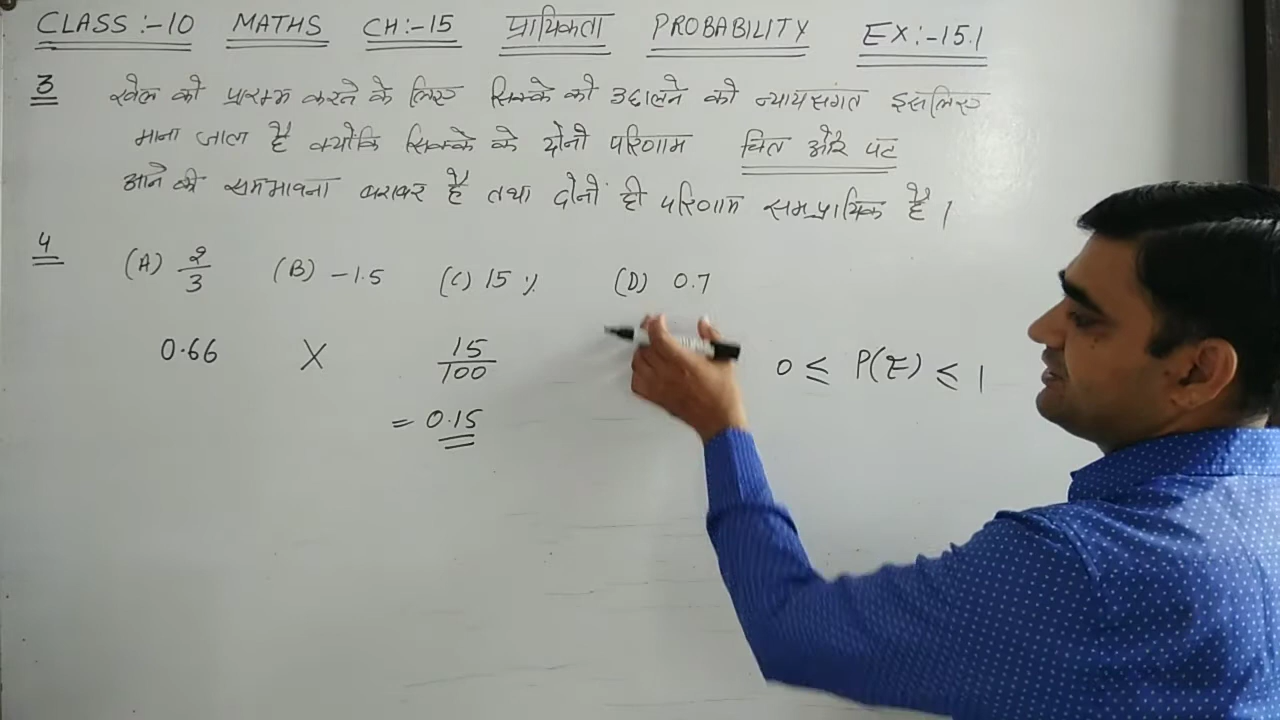 CLASS :-10 MATHS CH:-15 प्रायिकता PROBABILITY EX:-15.1
3 खेल को प्रारम्भ करने के लिए सिक्के को उछालने को न्यायसंगत इसलिए
माना जाता है क्योंकि सिक्के के दोनों परिणाम चित और पट
आने की सम्भावना बराबर है तथा दोनों ही परिणाम समप्रायिक है।
4 (A) 2/3 (B) -1.5 (C) 15% (D) 0.7
0.66 X 15/100 0 ≤ P(E) ≤ 1
= 0.15